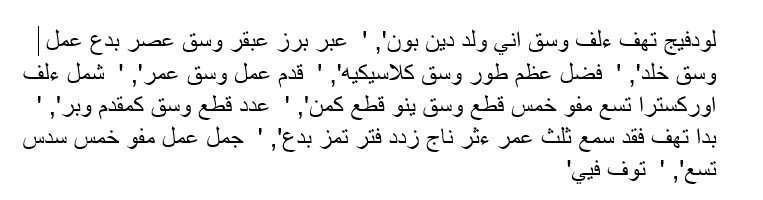 لودفيج تهف ءلف وسق اني ولد دين بون', ' عبر برز عبقر وسق عصر بدع عمل
وسق خلد', ' فضل عظم طور وسق كلاسيكيه', ' قدم عمل وسق عمر', ' شمل ءلف
اوركسترا تسع مفو خمس قطع وسق ينو قطع كمن', ' عدد قطع وسق كمقدم وبر', '
بدا تهف فقد سمع ثلث عمر ءثر ناج زدد فتر تمز بدع', ' جمل عمل مفو خمس سدس
تسع', ' توف فيي'